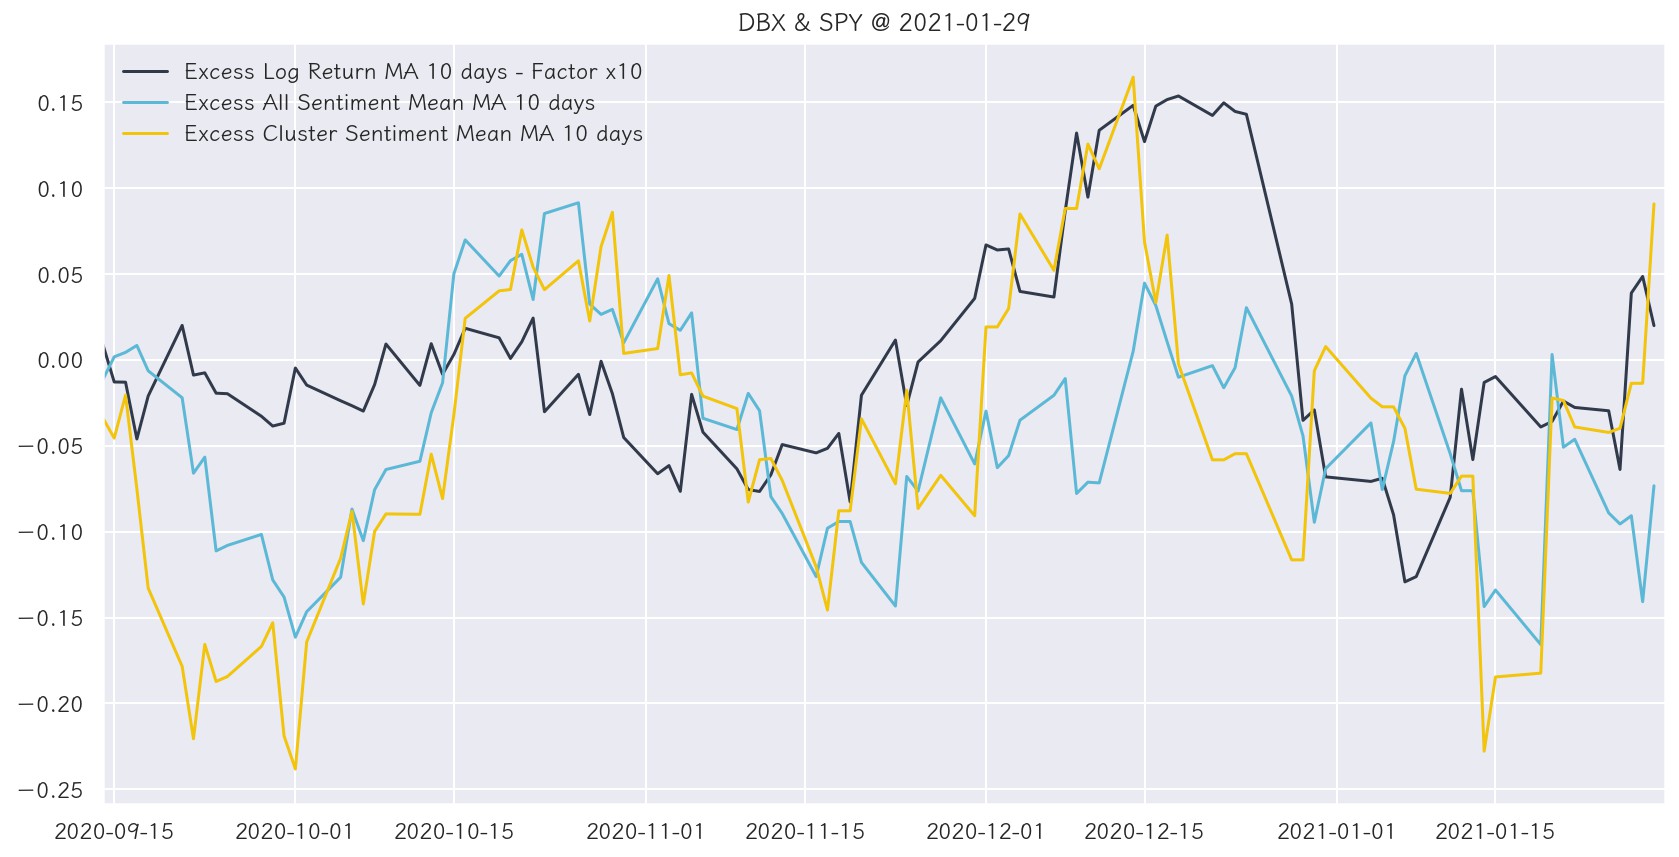 DBX & SPY @ 2021-01-29
Excess Log Return MA 10 days - Factor x10
Excess All Sentiment Mean MA 10 days
Excess Cluster Sentiment Mean MA 10 days
0.15
0.10
0.05
0.00
−0.05
−0.10
−0.15
−0.20
−0.25
2020-09-15 2020-10-01 2020-10-15 2020-11-01 2020-11-15 2020-12-01 2020-12-15 2021-01-01 2021-01-15